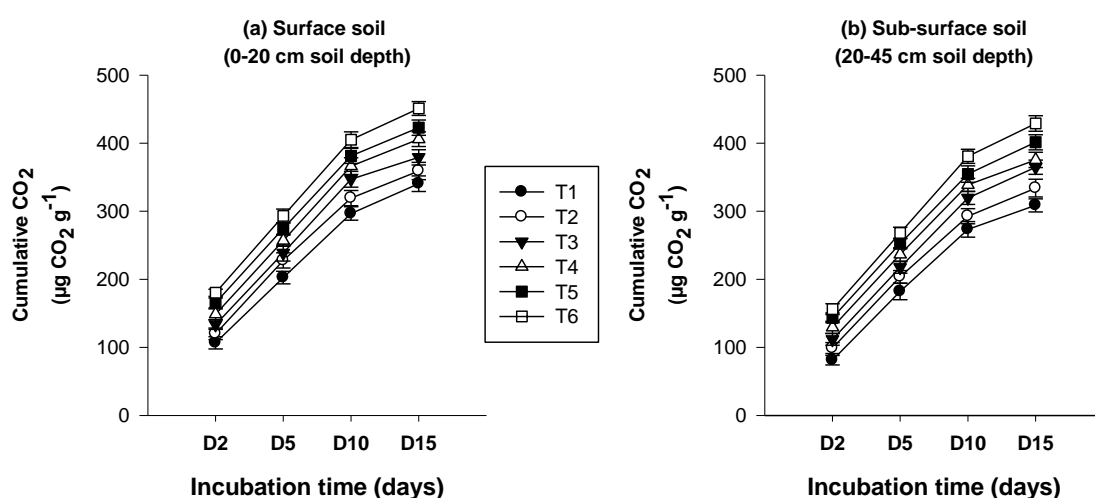 (a) Surface soil
(0-20 cm soil depth)
Cumulative CO2
(µg CO2 g-1)
500
400
300
200
100
0
D2 D5 D10 D15
Incubation time (days)
T1
T2
T3
T4
T5
T6
(b) Sub-surface soil
(20-45 cm soil depth)
Cumulative CO2
(µg CO2 g-1)
500
400
300
200
100
0
D2 D5 D10 D15
Incubation time (days)